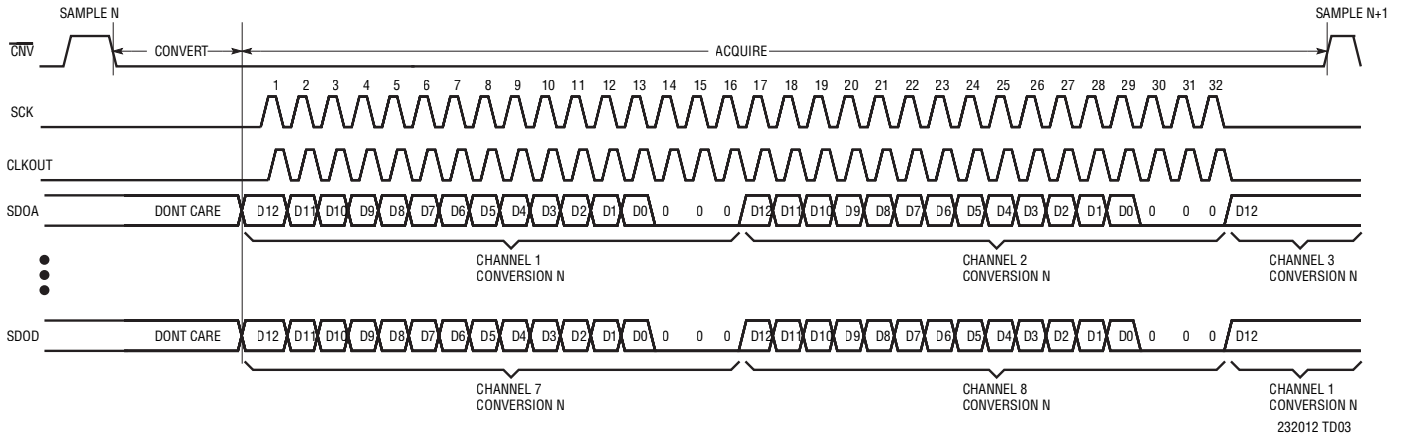 SAMPLE N SAMPLE N+1
CNV CONVERT ACQUIRE
1 2 3 4 5 6 7 8 9 10 11 12 13 14 15 16 17 18 19 20 21 22 23 24 25 26 27 28 29 30 31 32
SCK
CLKOUT
SDOA DONT CARE D12 D11 D10 D9 D8 D7 D6 D5 D4 D3 D2 D1 D0 0 0 0 D12 D11 D10 D9 D8 D7 D6 D5 D4 D3 D2 D1 D0 0 0 0 D12
CHANNEL 1 CHANNEL 2 CHANNEL 3
CONVERSION N CONVERSION N CONVERSION N
SDOD DONT CARE D12 D11 D10 D9 D8 D7 D6 D5 D4 D3 D2 D1 D0 0 0 0 D12 D11 D10 D9 D8 D7 D6 D5 D4 D3 D2 D1 D0 0 0 0 D12
CHANNEL 7 CHANNEL 8 CHANNEL 1
CONVERSION N CONVERSION N CONVERSION N
232012 TD03